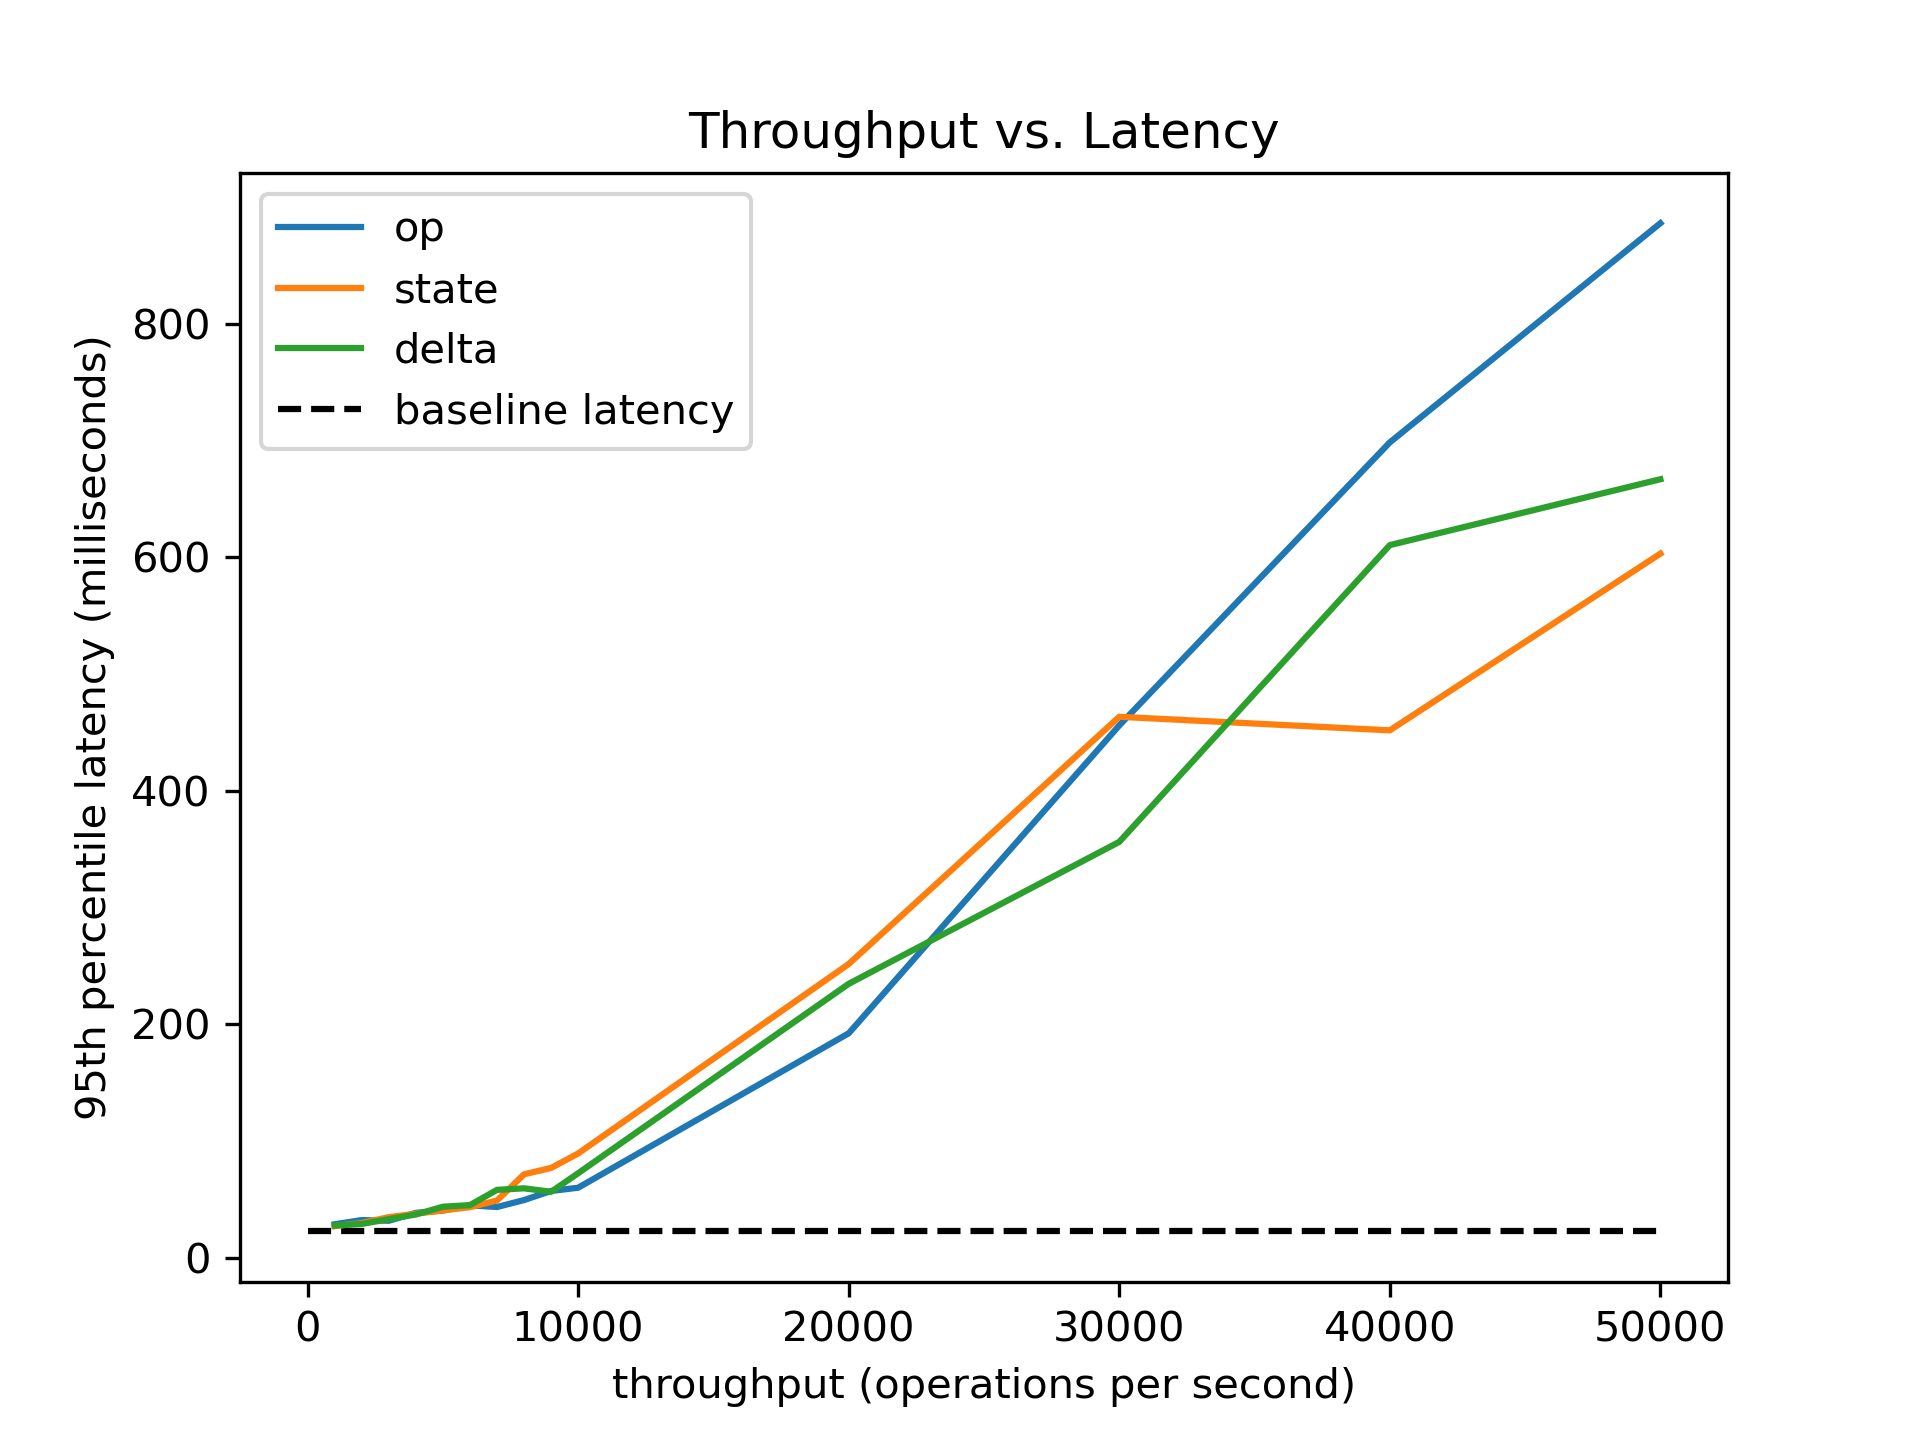 Throughput vs. Latency
op
state
delta
baseline latency
95th percentile latency (milliseconds)
800
600
400
200
0
0 10000 20000 30000 40000 50000
throughput (operations per second)